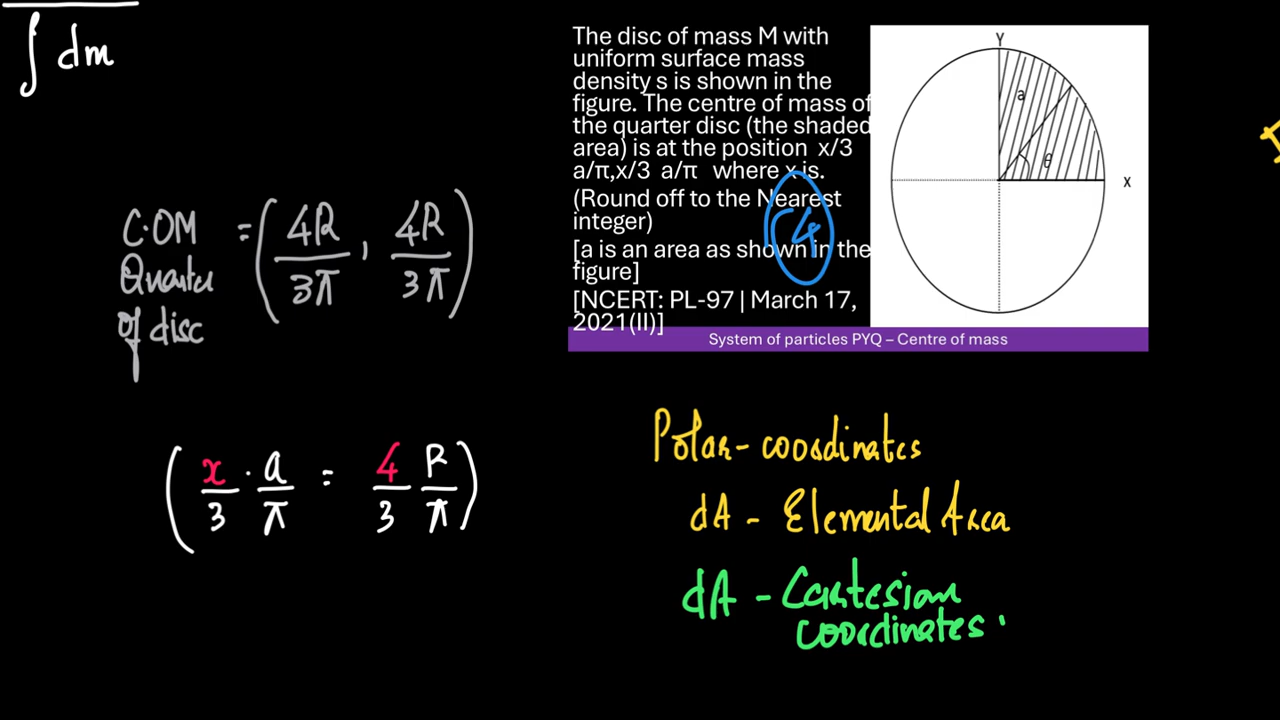 ∫ dm
The disc of mass M with
uniform surface mass
density s is shown in the
figure. The centre of mass of
the quarter disc (the shaded
area) is at the position x/3
a/π,x/3 a/π where x is.
(Round off to the Nearest
integer)
[a is an area as shown in the
figure]
[NCERT: PL-97 | March 17,
2021(II)]
4
Y
a
θ
X
System of particles PYQ – Centre of mass
C.OM = (4R/3π , 4R/3π)
Quarter
of disc
(x/3 · a/π = 4/3 R/π)
Polar-coordinates
dA - Elemental Area
dA - Cartesian
coordinates .